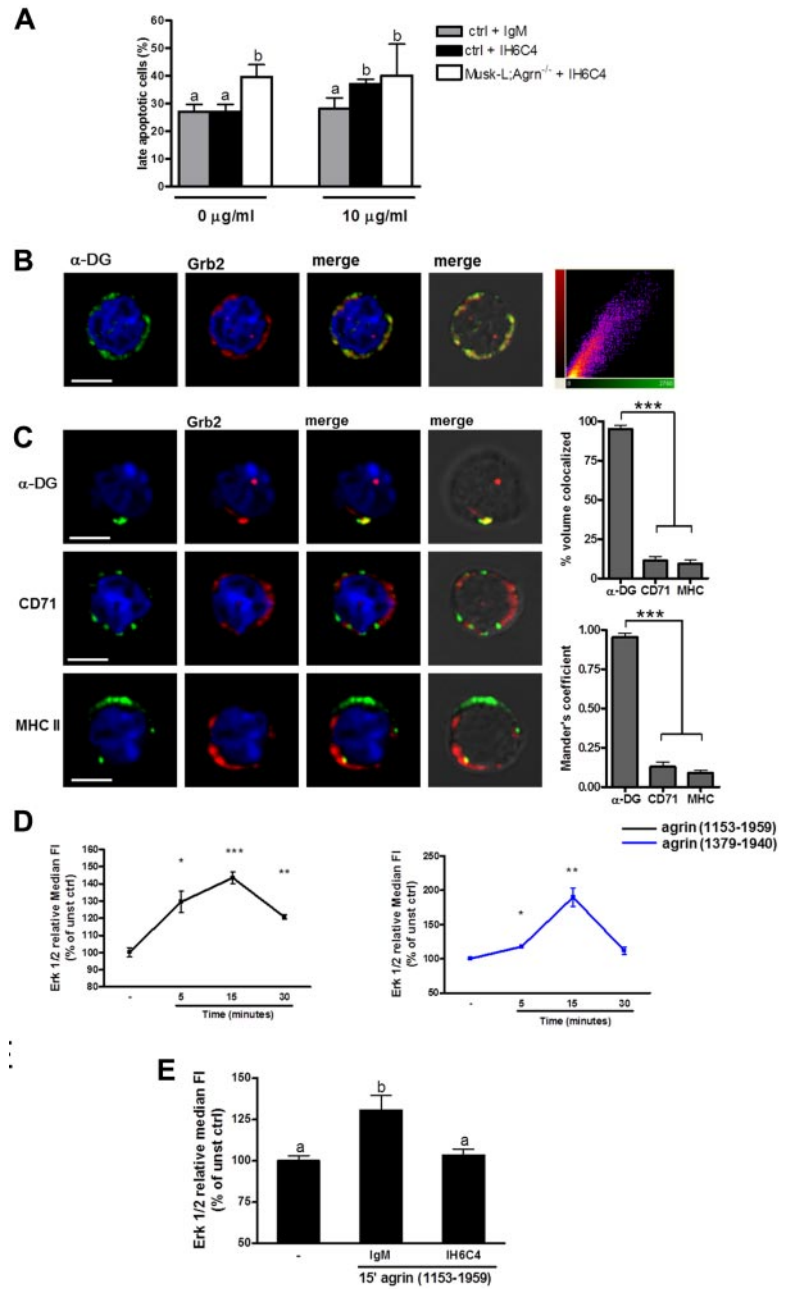 A
late apoptotic cells (%)
60
50
40
30
20
10
0
a a b
a b b
0 µg/ml 10 µg/ml
ctrl + IgM
ctrl + IH6C4
Musk-L;Agrn-/- + IH6C4
B
α-DG Grb2 merge merge
0
C
Grb2 merge merge
α-DG
CD71
MHC II
% volume colocalized
100
75
50
25
0
***
α-DG CD71 MHC
Mander's coefficient
1.00
0.75
0.50
0.25
0.00
***
α-DG CD71 MHC
D
agrin (1153-1959)
agrin (1379-1940)
Erk 1/2 relative Median FI
(% of unst ctrl)
160
150
140
130
120
110
100
90
80
* *** **
- 5 15 30
Time (minutes)
Erk 1/2 relative Median FI
(% of unst ctrl)
250
200
150
100
50
* **
- 5 15 30
Time (minutes)
E
Erk 1/2 relative median FI
(% of unst ctrl)
150
125
100
75
50
a b a
- IgM IH6C4
15' agrin (1153-1959)